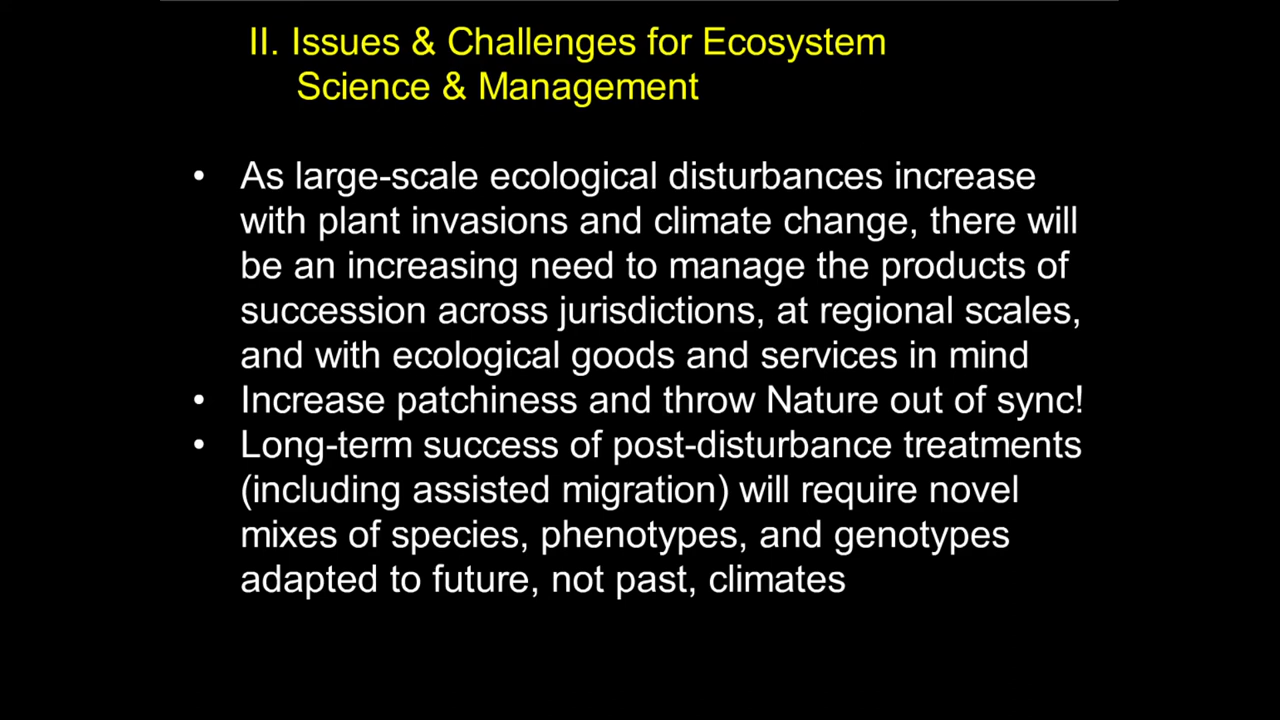 II. Issues & Challenges for Ecosystem
Science & Management
• As large-scale ecological disturbances increase
with plant invasions and climate change, there will
be an increasing need to manage the products of
succession across jurisdictions, at regional scales,
and with ecological goods and services in mind
• Increase patchiness and throw Nature out of sync!
• Long-term success of post-disturbance treatments
(including assisted migration) will require novel
mixes of species, phenotypes, and genotypes
adapted to future, not past, climates